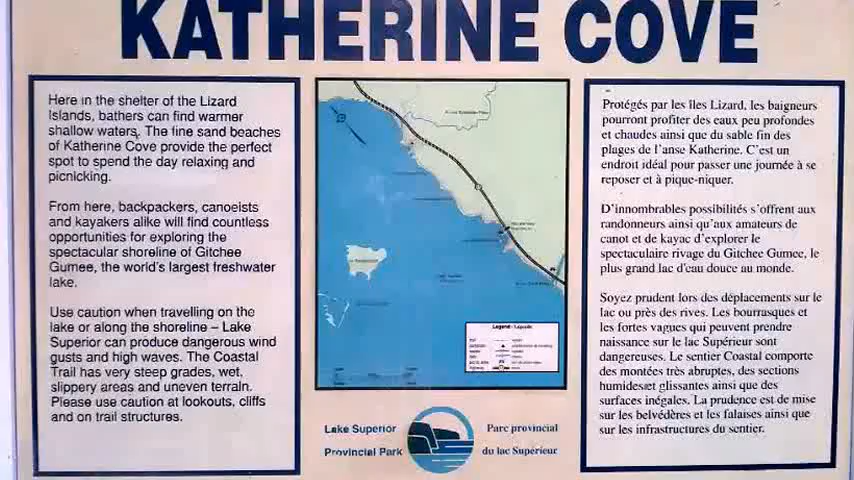 KATHERINE COVE
Here in the shelter of the Lizard
Islands, bathers can find warmer
shallow waters. The fine sand beaches
of Katherine Cove provide the perfect
spot to spend the day relaxing and
picnicking.
From here, backpackers, canoeists
and kayakers alike will find countless
opportunities for exploring the
spectacular shoreline of Gitchee
Gumee, the world's largest freshwater
lake.
Use caution when travelling on the
lake or along the shoreline – Lake
Superior can produce dangerous wind
gusts and high waves. The Coastal
Trail has very steep grades, wet,
slippery areas and uneven terrain.
Please use caution at lookouts, cliffs
and on trail structures.
Legend - Légende
Lake Superior
Provincial Park
Parc provincial
du lac Supérieur
Protégés par les îles Lizard, les baigneurs
pourront profiter des eaux peu profondes
et chaudes ainsi que du sable fin des
plages de l'anse Katherine. C'est un
endroit idéal pour passer une journée à se
reposer et à pique-niquer.
D'innombrables possibilités s'offrent aux
randonneurs ainsi qu'aux amateurs de
canot et de kayac d'explorer le
spectaculaire rivage du Gitchee Gumee, le
plus grand lac d'eau douce au monde.
Soyez prudent lors des déplacements sur le
lac ou près des rives. Les bourrasques et
les fortes vagues qui peuvent prendre
naissance sur le lac Supérieur sont
dangereuses. Le sentier Coastal comporte
des montées très abruptes, des sections
humides et glissantes ainsi que des
surfaces inégales. La prudence est de mise
sur les belvédères et les falaises ainsi que
sur les infrastructures du sentier.